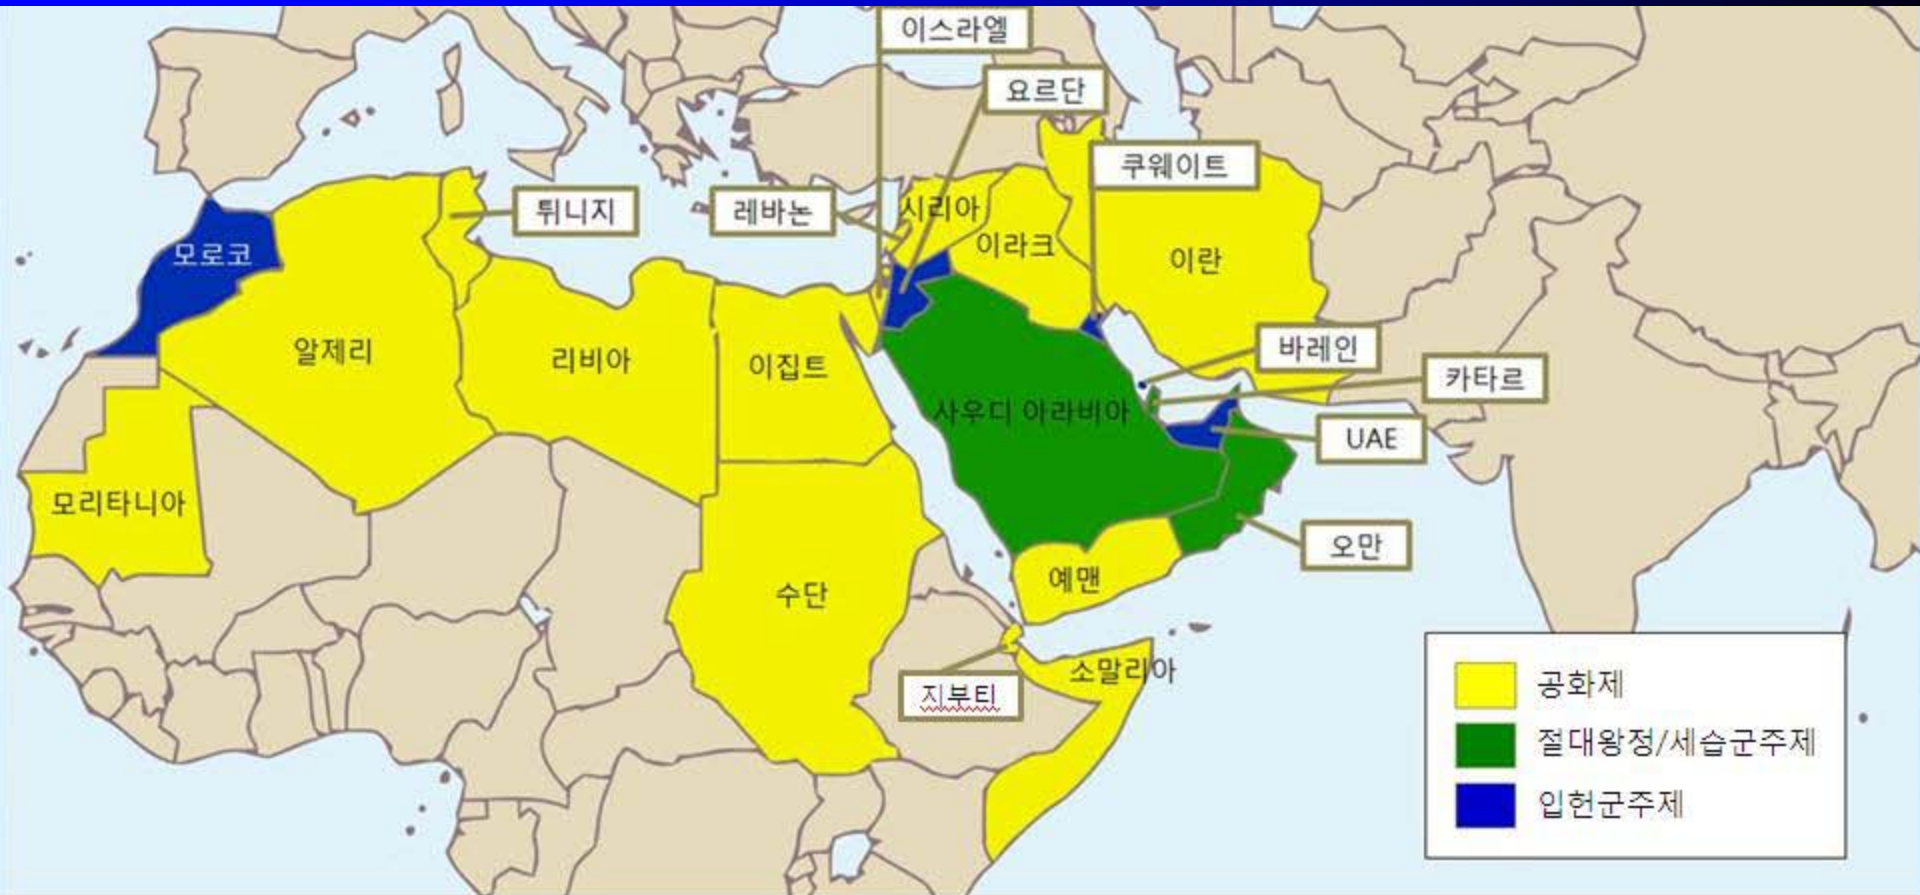 이스라엘
요르단
쿠웨이트
튀니지
레바논
시리아
이라크
이란
모로코
알제리
리비아
이집트
바레인
카타르
사우디 아라비아
UAE
모리타니아
오만
예맨
수단
소말리아
지부티
공화제
절대왕정/세습군주제
입헌군주제